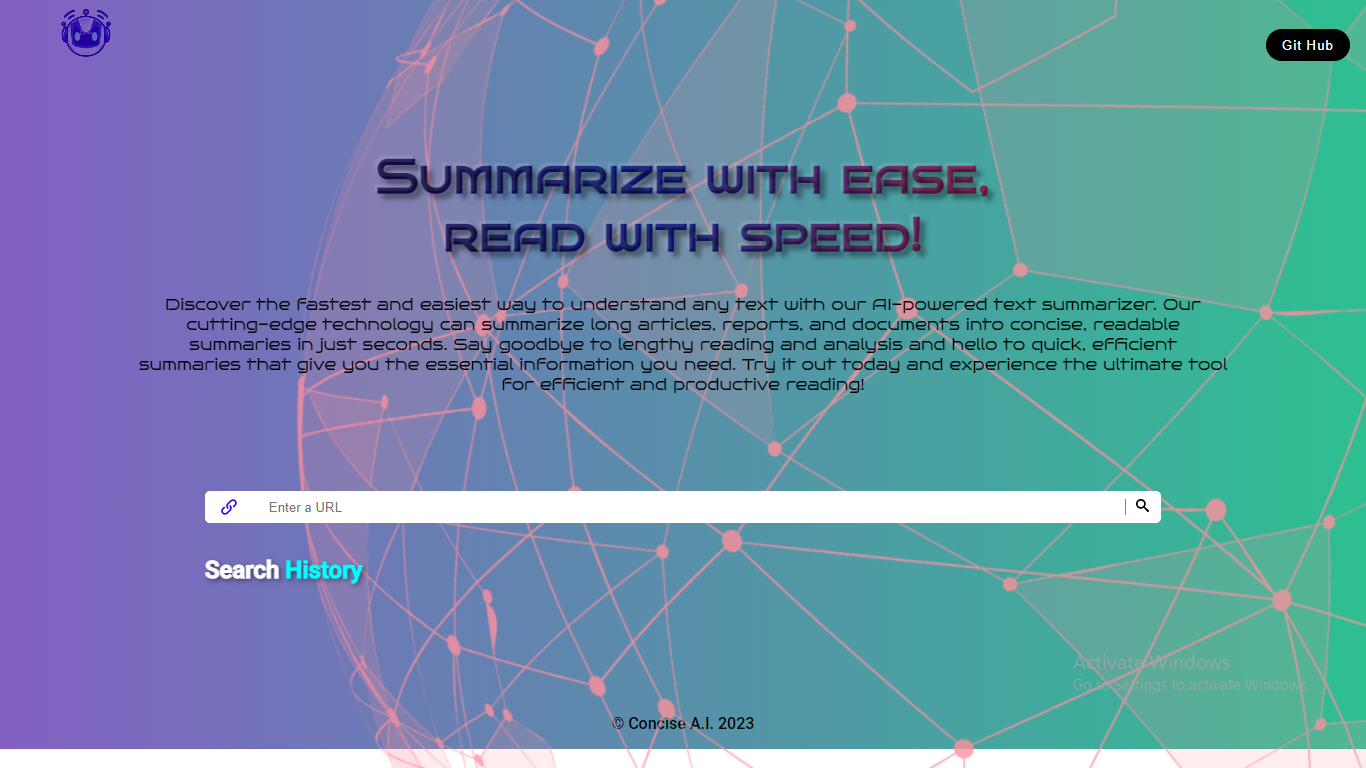 Git Hub
Summarize with ease,
read with speed!
Discover the fastest and easiest way to understand any text with our AI-powered text summarizer. Our
cutting-edge technology can summarize long articles, reports, and documents into concise, readable
summaries in just seconds. Say goodbye to lengthy reading and analysis and hello to quick, efficient
summaries that give you the essential information you need. Try it out today and experience the ultimate tool
for efficient and productive reading!
Enter a URL
Search History
Activate Windows
Go to Settings to activate Windows.
© Concise A.I. 2023